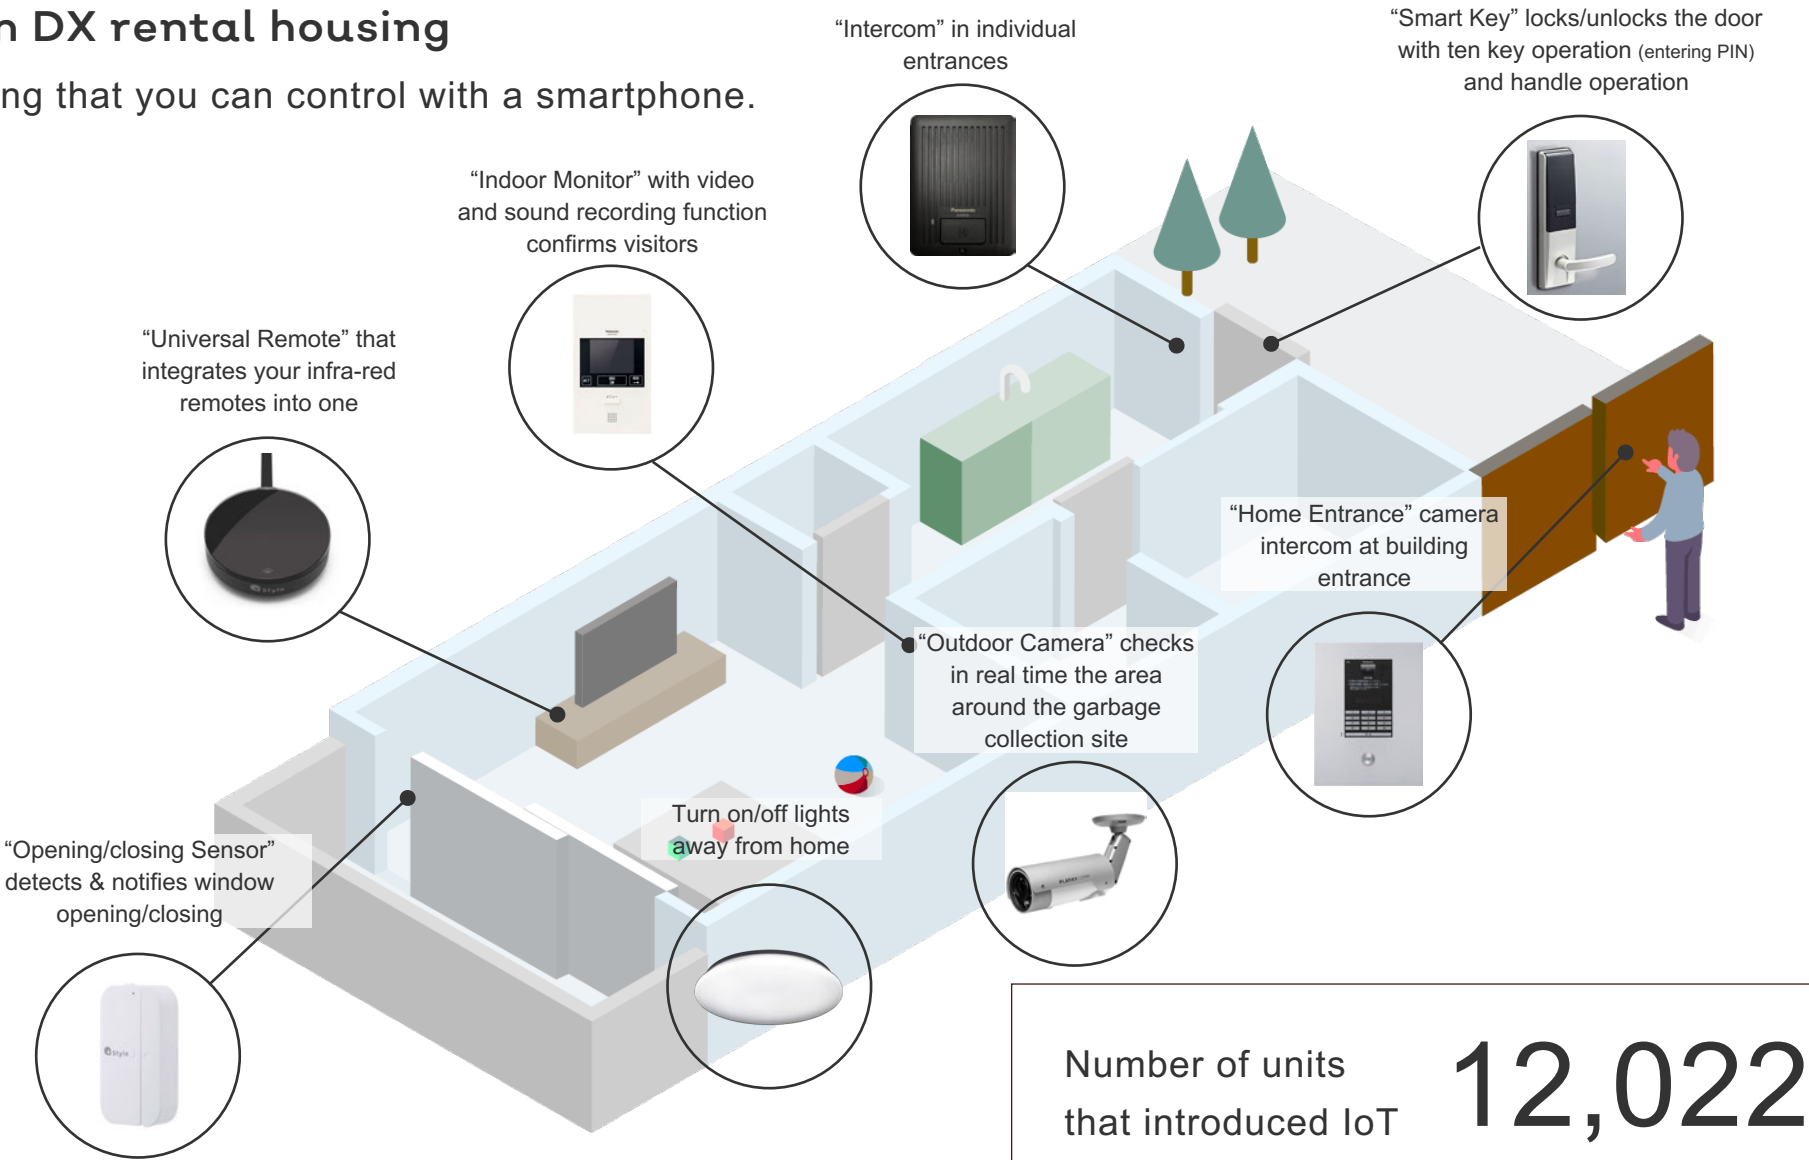 n DX rental housing
ng that you can control with a smartphone.
“Intercom” in individual
entrances
“Smart Key” locks/unlocks the door
with ten key operation (entering PIN)
and handle operation
“Indoor Monitor” with video
and sound recording function
confirms visitors
“Universal Remote” that
integrates your infra-red
remotes into one
Panasonic
Style
“Home Entrance” camera
intercom at building
entrance
“Outdoor Camera” checks
in real time the area
around the garbage
collection site
Turn on/off lights
away from home
“Opening/closing Sensor”
detects & notifies window
opening/closing
Style
Number of units
that introduced IoT
12,022